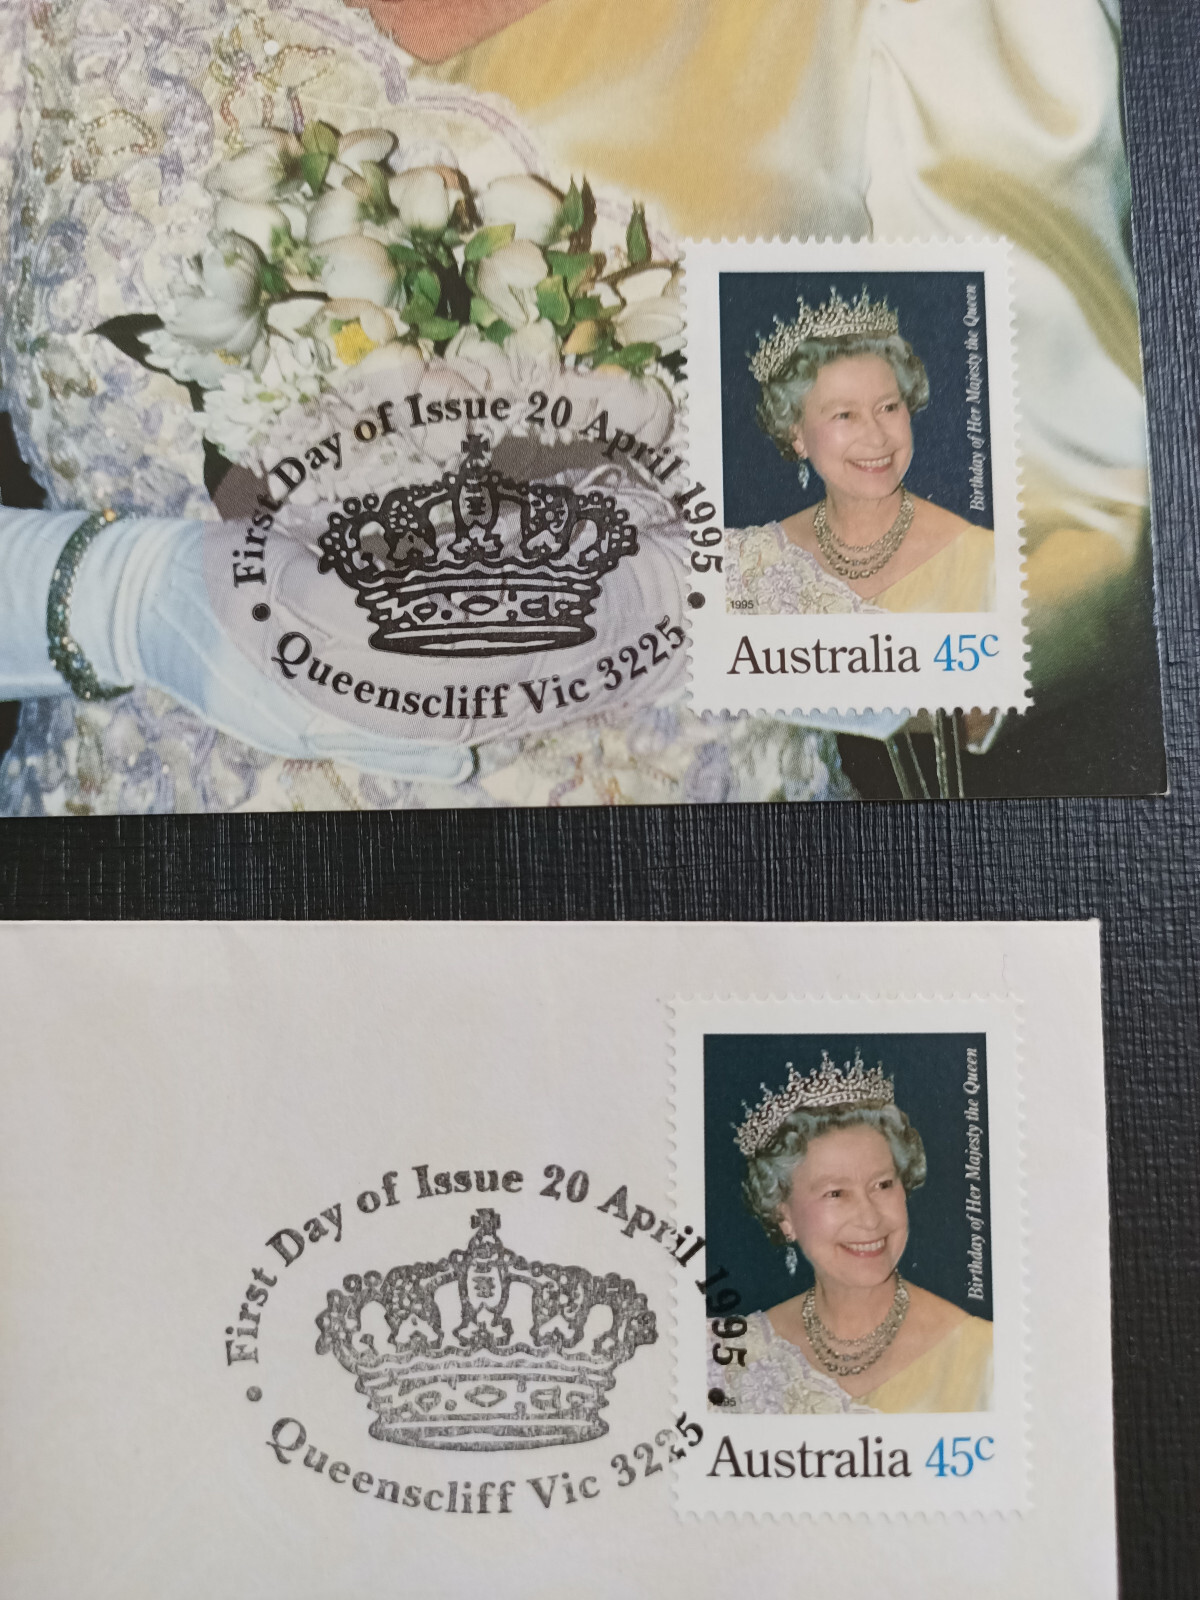 First Day of Issue 20 April 1995
Queenscliff Vic 3225
Birthday of Her Majesty the Queen
1995
Australia 45c
First Day of Issue 20 April 1995
Queenscliff Vic 3225
Birthday of Her Majesty the Queen
Australia 45c